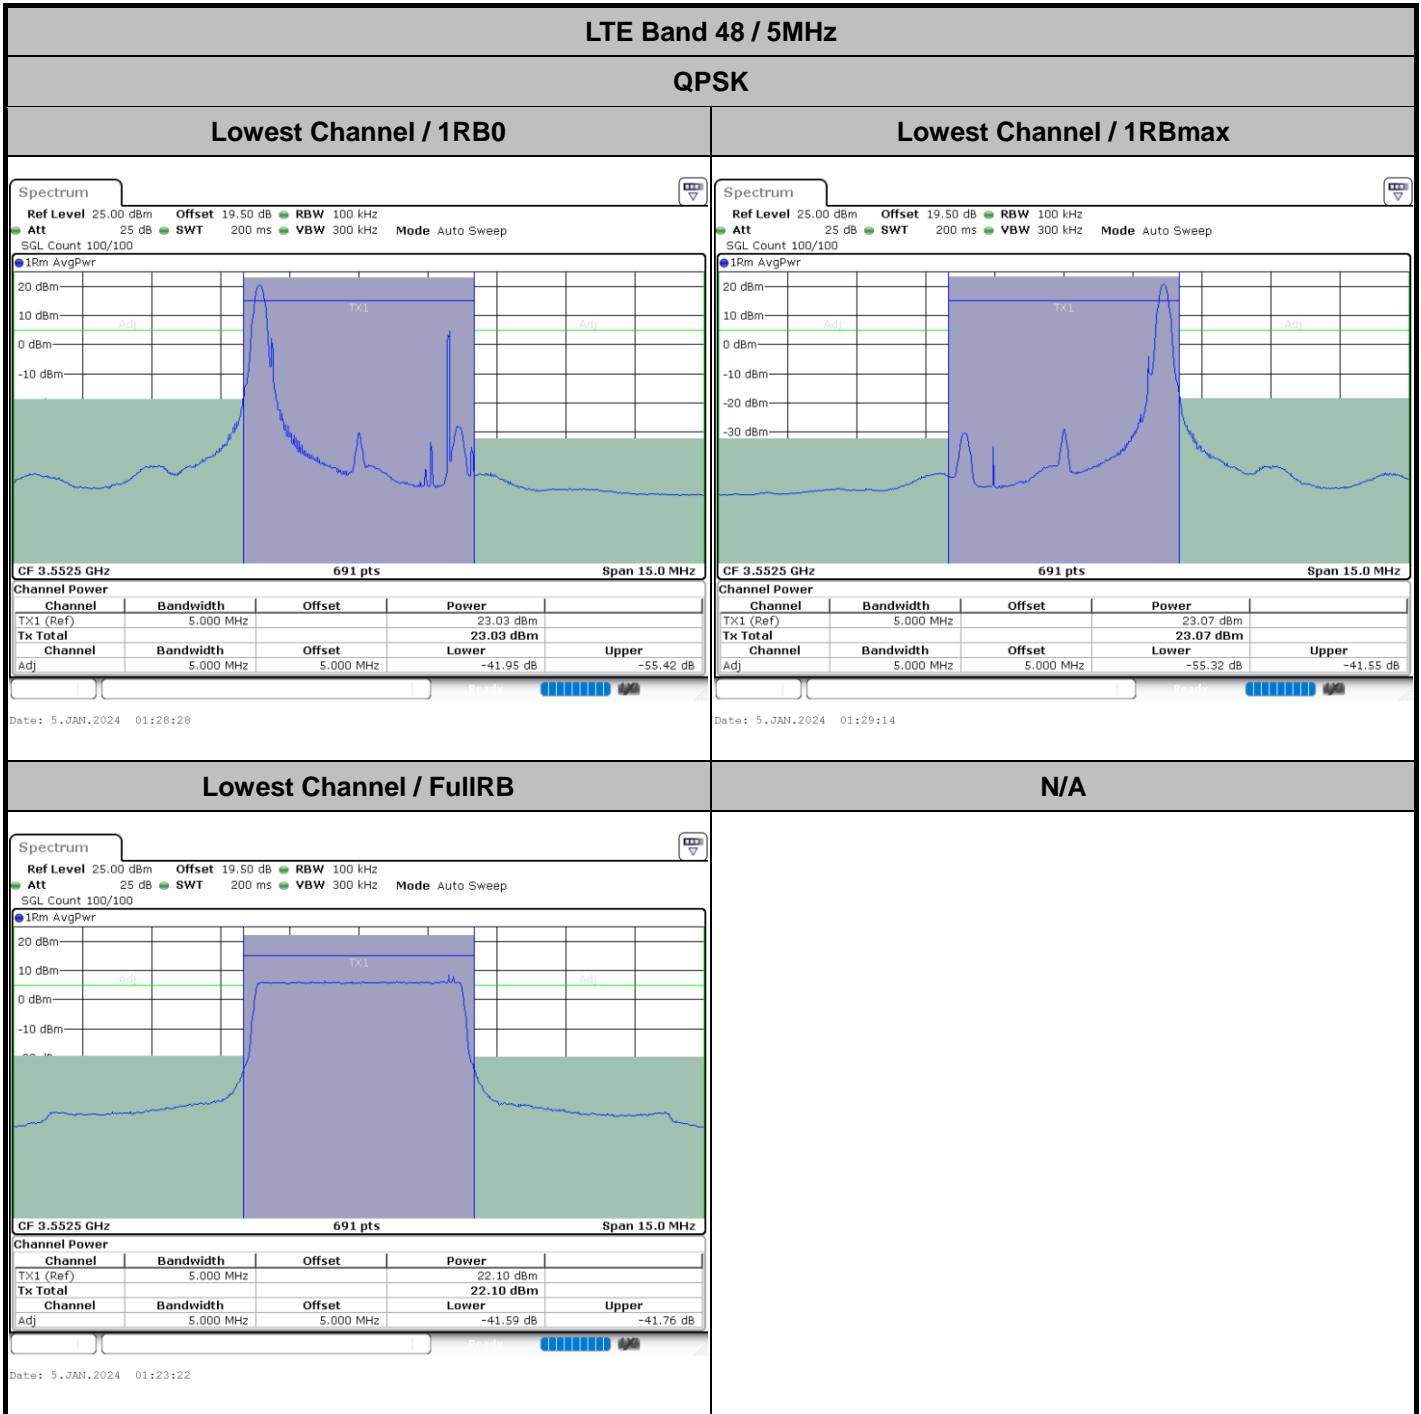 LTE Band 48 / 5MHz
QPSK
Lowest Channel / 1RB0
Lowest Channel / 1RBmax
Spectrum
Ref Level 25.00 dBm Offset 19.50 dB RBW 100 kHz
Att 25 dB SWT 200 ms VBW 300 kHz Mode Auto Sweep
SGL Count 100/100
1Rm AvgPwr
20 dBm
10 dBm
0 dBm
-10 dBm
Adj
TX1
Adj
CF 3.5525 GHz 691 pts Span 15.0 MHz
Channel Power
Channel Bandwidth Offset Power
TX1 (Ref) 5.000 MHz 23.03 dBm
Tx Total 23.03 dBm
Channel Bandwidth Offset Lower Upper
Adj 5.000 MHz 5.000 MHz -41.95 dB -55.42 dB
Ready
Date: 5.JAN.2024 01:28:28
Spectrum
Ref Level 25.00 dBm Offset 19.50 dB RBW 100 kHz
Att 25 dB SWT 200 ms VBW 300 kHz Mode Auto Sweep
SGL Count 100/100
1Rm AvgPwr
20 dBm
10 dBm
0 dBm
-10 dBm
-20 dBm
-30 dBm
Adj
TX1
Adj
CF 3.5525 GHz 691 pts Span 15.0 MHz
Channel Power
Channel Bandwidth Offset Power
TX1 (Ref) 5.000 MHz 23.07 dBm
Tx Total 23.07 dBm
Channel Bandwidth Offset Lower Upper
Adj 5.000 MHz 5.000 MHz -55.32 dB -41.55 dB
Ready
Date: 5.JAN.2024 01:29:14
Lowest Channel / FullRB
N/A
Spectrum
Ref Level 25.00 dBm Offset 19.50 dB RBW 100 kHz
Att 25 dB SWT 200 ms VBW 300 kHz Mode Auto Sweep
SGL Count 100/100
1Rm AvgPwr
20 dBm
10 dBm
0 dBm
-10 dBm
Adj
TX1
Adj
CF 3.5525 GHz 691 pts Span 15.0 MHz
Channel Power
Channel Bandwidth Offset Power
TX1 (Ref) 5.000 MHz 22.10 dBm
Tx Total 22.10 dBm
Channel Bandwidth Offset Lower Upper
Adj 5.000 MHz 5.000 MHz -41.59 dB -41.76 dB
Ready
Date: 5.JAN.2024 01:23:22